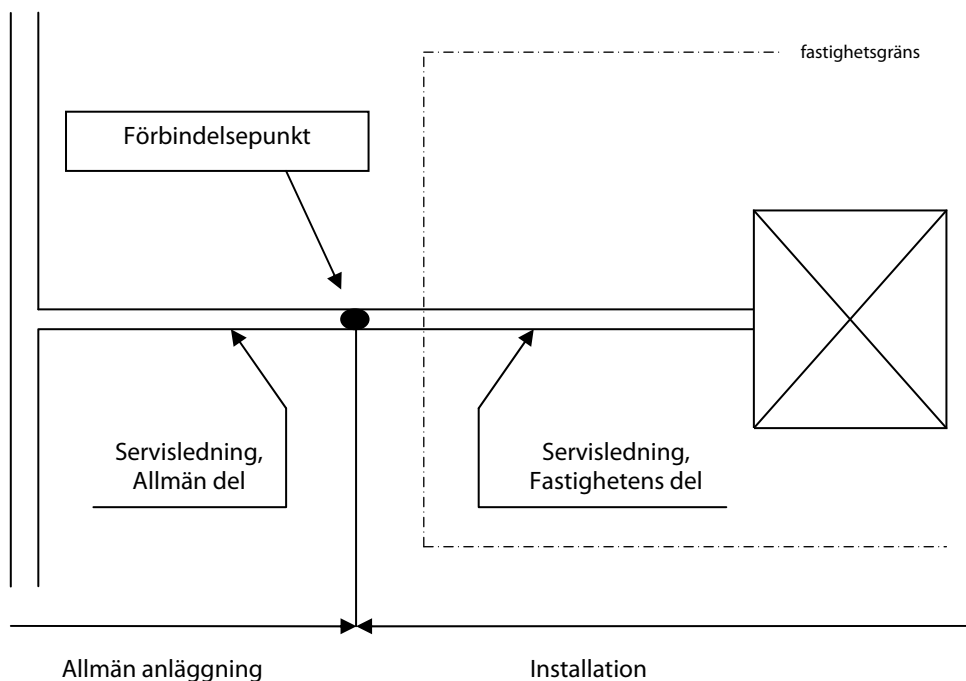 fastighetsgräns
Förbindelsepunkt
Servisledning,
Allmän del
Servisledning,
Fastighetens del
Allmän anläggning
Installation